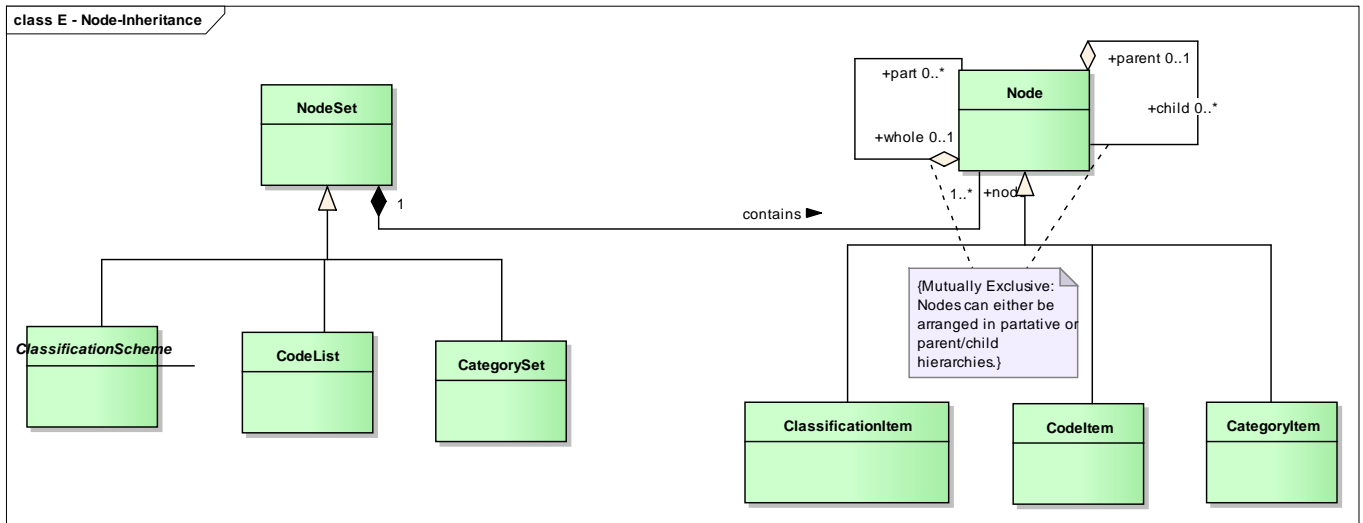 class E - Node-Inheritance
+part 0..*
+parent 0..1
Node
NodeSet
+child 0..*
+whole 0..1
1
1..*
+nod
contains
{Mutually Exclusive:
Nodes can either be
arranged in partative or
parent/child
hierarchies.}
ClassificationScheme
CodeList
CategorySet
ClassificationItem
CodeItem
CategoryItem